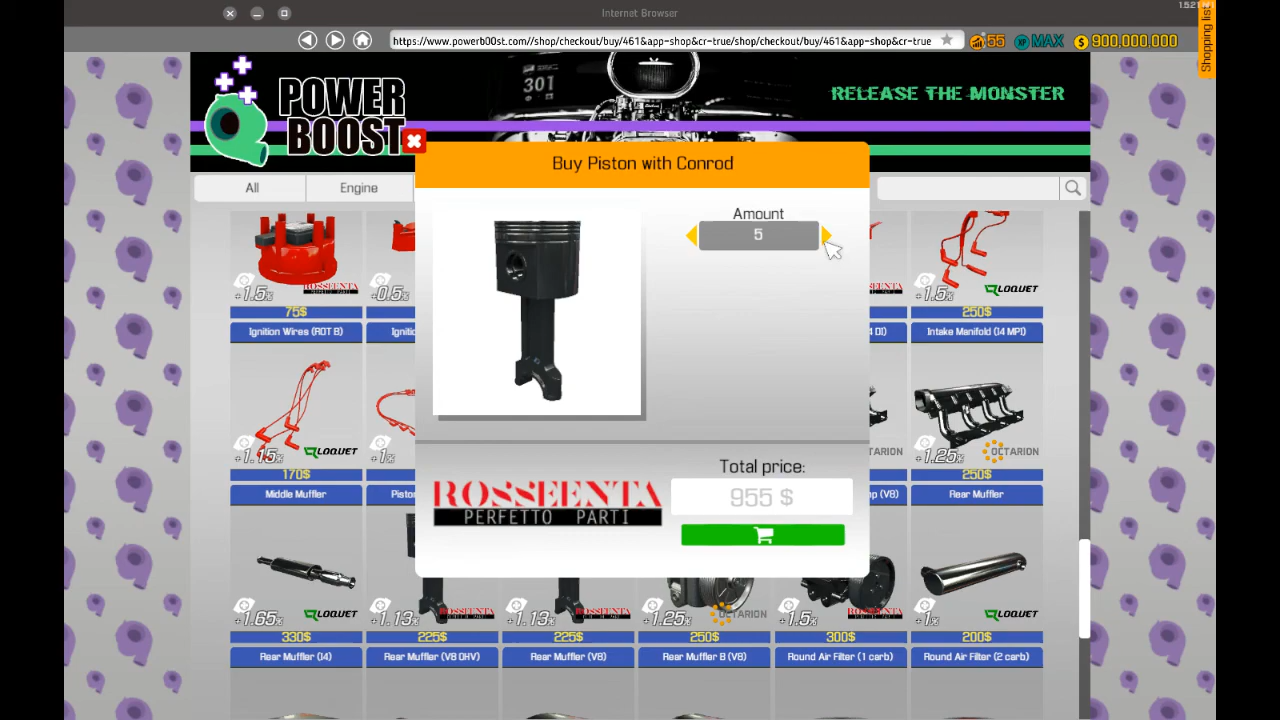 Internet Browser
1.5.21
https://www.powerb00st.com//shop/checkout/buy/461&app-shop&cr=true/shop/checkout/buy/461&app-shop&cr=true
55 XP MAX $ 900,000,000
Shopping list
POWER
BOOST
301
RELEASE THE MONSTER
Buy Piston with Conrod
All Engine
Amount
5
+1.5% ROSSEENTA +0.5% +1.5% LOQUET
75$ 250$
Ignition Wires (ROT B) Intake Manifold (I4 MPI)
+1.15% LOQUET +1% OCTARION +1.25% OCTARION
170$ 250$
Middle Muffler Rear Muffler
Total price:
955 $
ROSSEENTA
PERFETTO PARTI
+1.65% LOQUET +1.13% ROSSEENTA +1.13% ROSSEENTA +1.25% OCTARION +1.5% ROSSEENTA +1% LOQUET
330$ 225$ 225$ 250$ 300$ 200$
Rear Muffler (I4) Rear Muffler (V8 OHV) Rear Muffler (V8) Rear Muffler B (V8) Round Air Filter (1 carb) Round Air Filter (2 carb)